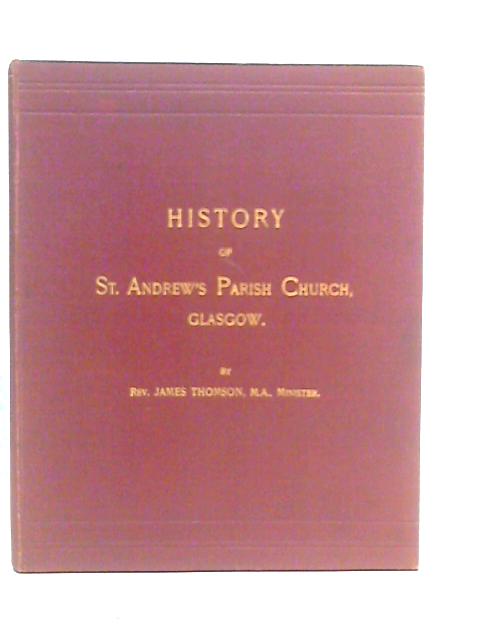 HISTORY
OF
ST. ANDREW'S PARISH CHURCH,
GLASGOW.
BY
REV. JAMES THOMSON, M.A., MINISTER.